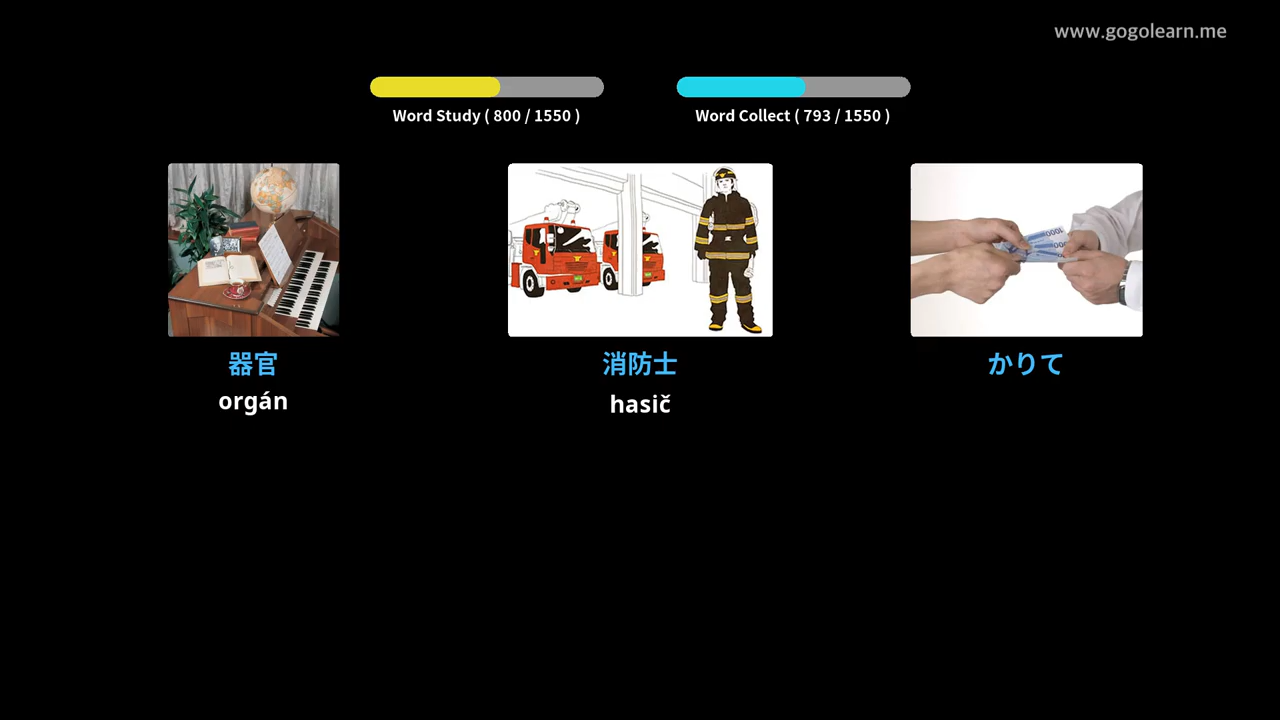 www.gogolearn.me
Word Study ( 800 / 1550 )
Word Collect ( 793 / 1550 )
器官
消防士
かりて
orgán
hasič